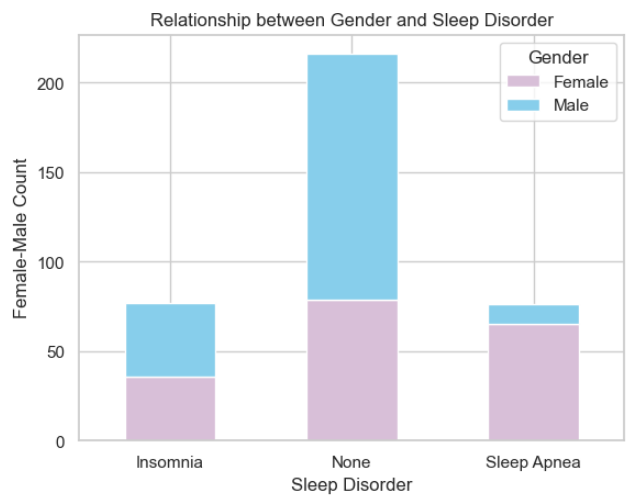 Relationship between Gender and Sleep Disorder
Gender
Female
Male
Female-Male Count
200
150
100
50
0
Insomnia
None
Sleep Apnea
Sleep Disorder